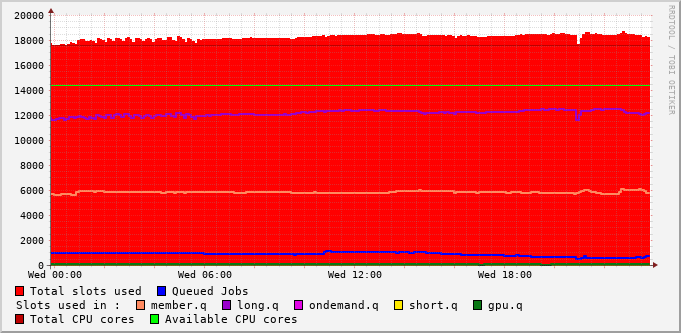 20000
18000
16000
14000
12000
10000
8000
6000
4000
2000
0
Wed 00:00 Wed 06:00 Wed 12:00 Wed 18:00
Total slots used Queued Jobs
Slots used in : member.q long.q ondemand.q short.q gpu.q
Total CPU cores Available CPU cores
RRDTOOL / TOBI OETIKER